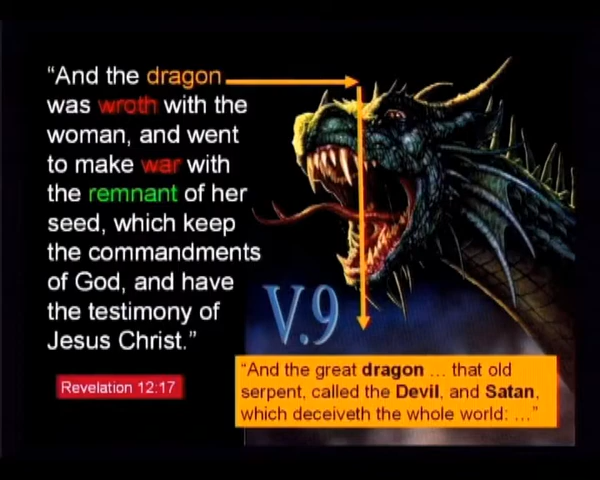 “And the dragon
was wroth with the
woman, and went
to make war with
the remnant of her
seed, which keep
the commandments
of God, and have
the testimony of
Jesus Christ.”
Revelation 12:17
V.9
“And the great dragon … that old
serpent, called the Devil, and Satan,
which deceiveth the whole world: …”